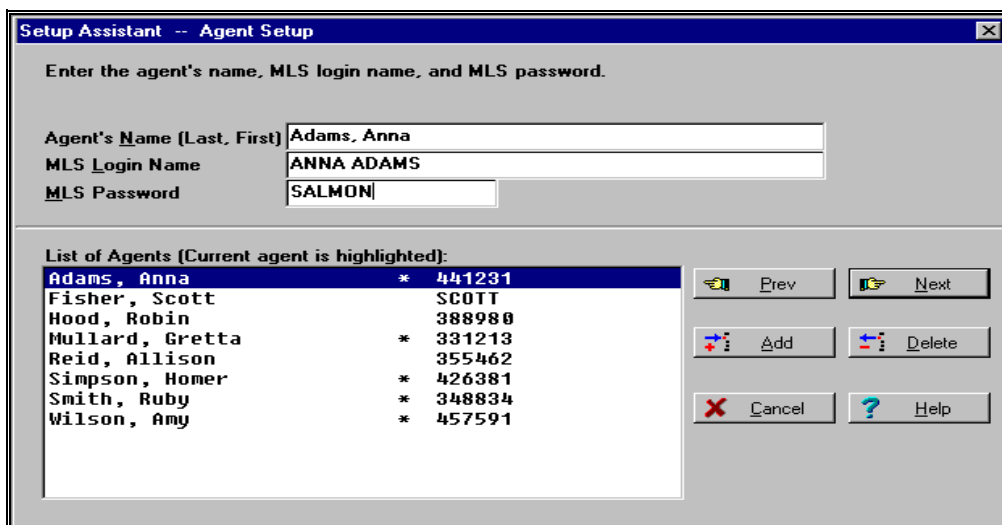 Setup Assistant -- Agent Setup
Enter the agent's name, MLS login name, and MLS password.
Agent's Name (Last, First) Adams, Anna
MLS Login Name ANNA ADAMS
MLS Password SALMON
List of Agents (Current agent is highlighted):
Adams, Anna * 441231
Fisher, Scott SCOTT
Hood, Robin 388980
Mullard, Gretta * 331213
Reid, Allison 355462
Simpson, Homer * 426381
Smith, Ruby * 348834
Wilson, Amy * 457591
Prev Next
Add Delete
Cancel Help